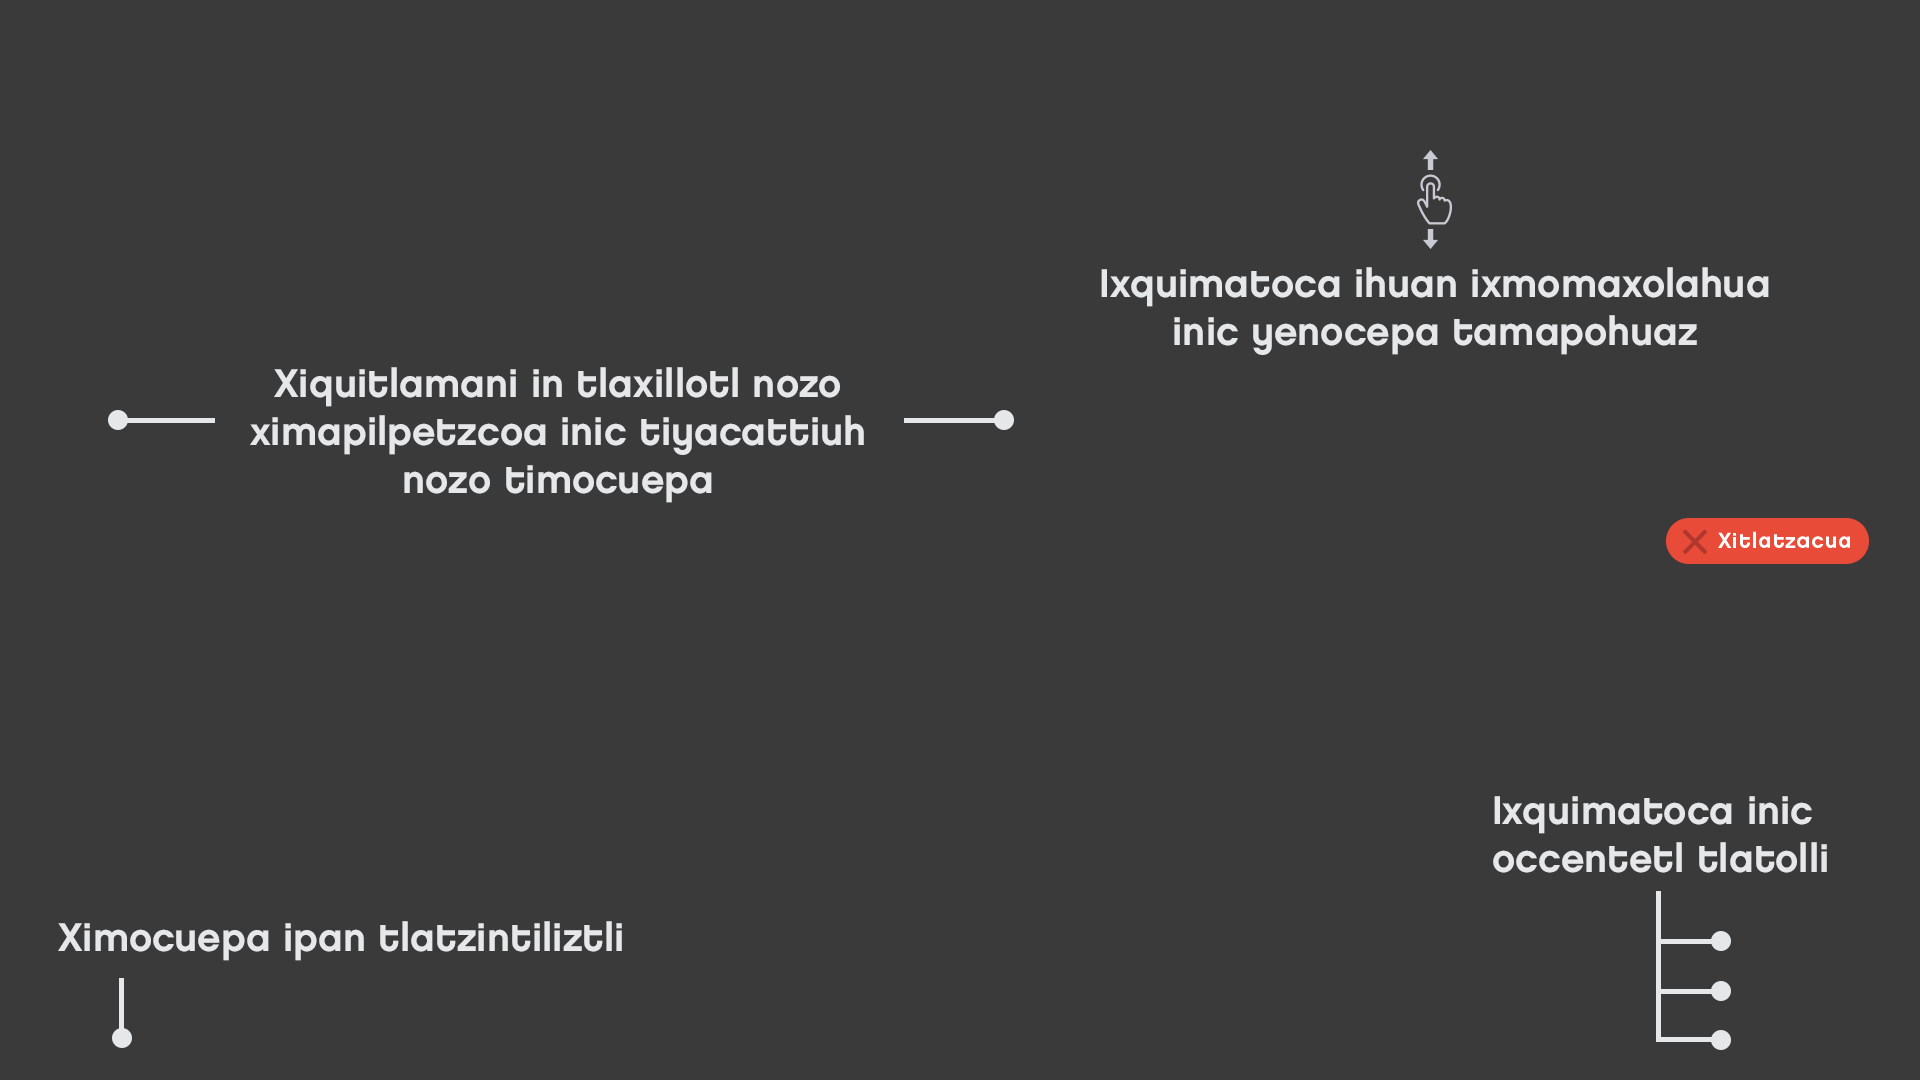 Ixquimatoca ihuan ixmomaxolahua
inic yenocepa tamapohuaz
Xiquitlamani in tlaxillotl nozo
ximapilpetzcoa inic tiyacattiuh
nozo timocuepa
Xitlatzacua
Ixquimatoca inic
occentetl tlatolli
Ximocuepa ipan tlatzintiliztli